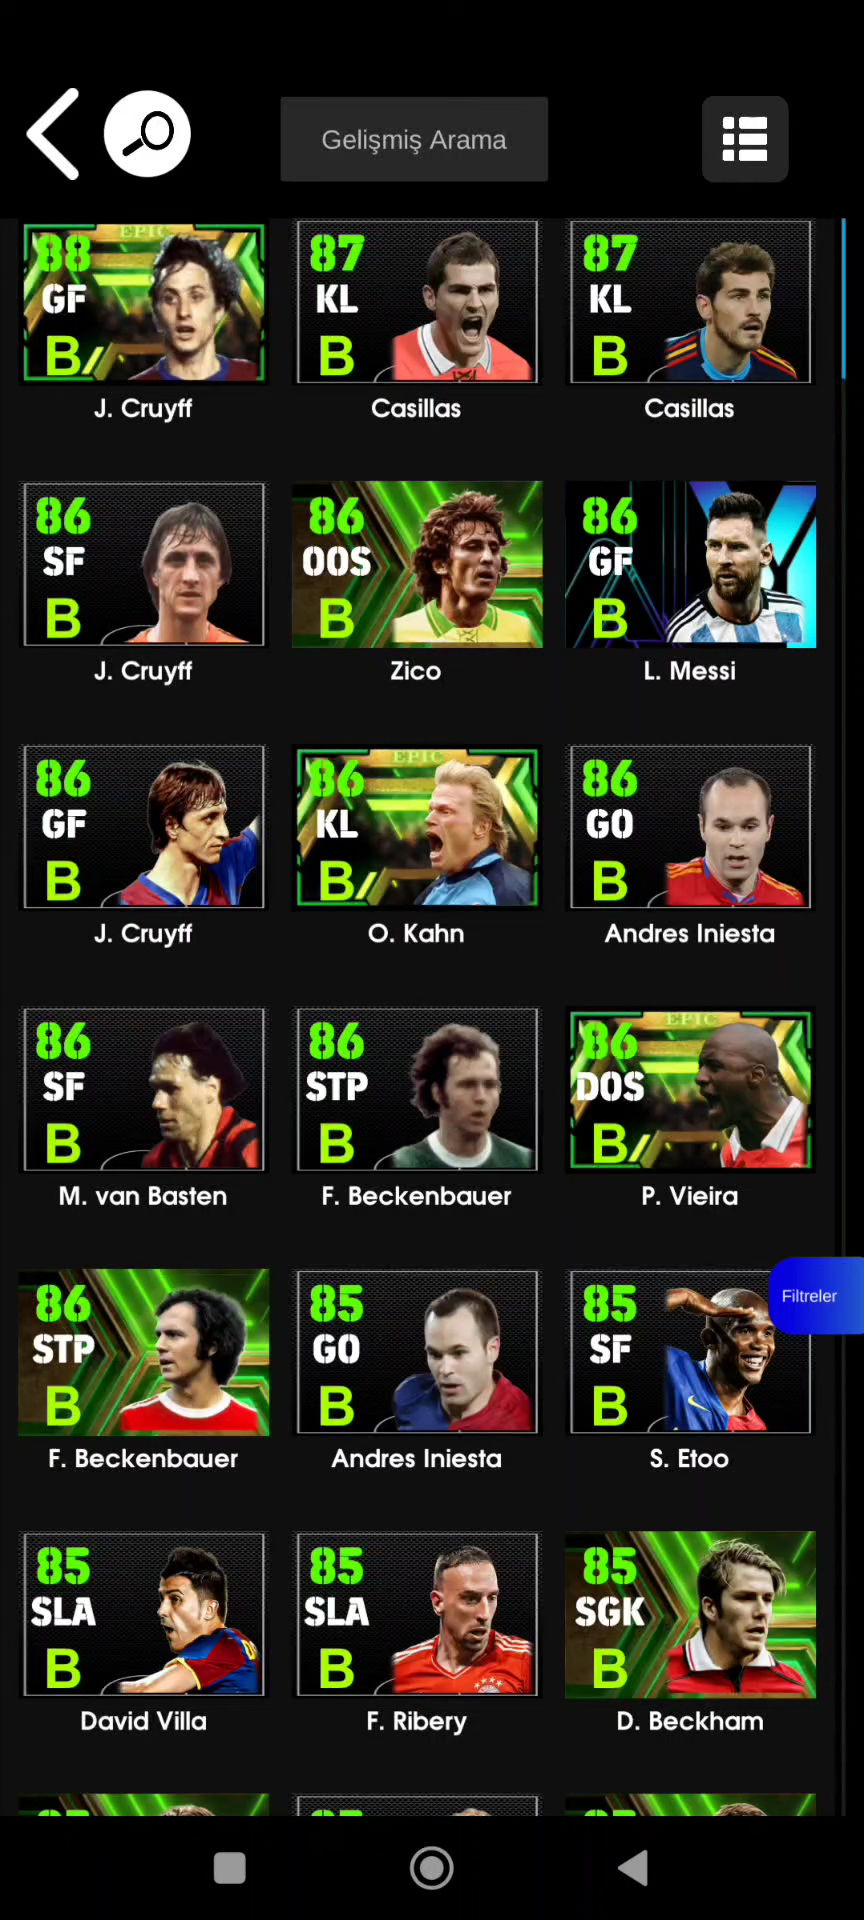 Gelişmiş Arama
EPIC
88
GF
B
J. Cruyff
87
KL
B
Casillas
87
KL
B
Casillas
86
SF
B
J. Cruyff
86
OOS
B
Zico
86
GF
B
L. Messi
86
GF
B
J. Cruyff
EPIC
86
KL
B
O. Kahn
86
GO
B
Andres Iniesta
86
SF
B
M. van Basten
86
STP
B
F. Beckenbauer
EPIC
86
DOS
B
P. Vieira
86
STP
B
F. Beckenbauer
85
GO
B
Andres Iniesta
85
SF
B
S. Etoo
Filtreler
85
SLA
B
David Villa
85
SLA
B
F. Ribery
85
SGK
B
D. Beckham